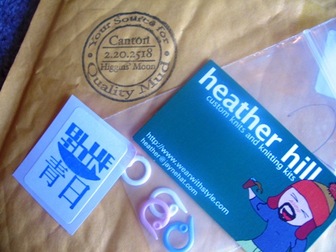 Your Source for
Canton
2.20.2518
Higgins' Moon
Quality Mud
BLUE
SUN
青日
heather hill
custom knits and knitting kits
http://www.wearwithstyle.com
heather@jaynehat.com